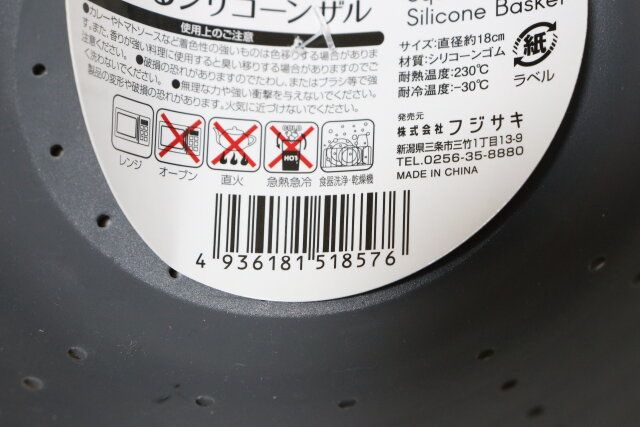 シリコーンザル
使用上のご注意
●カレーやトマトソースなど着色性の強いものは色移りする場合がありま
す。また、香りが強い料理に使用すると臭い移りする場合がありますのでご
注意ください。●破損の恐れがありますのでたわし、またはブラシ等で強
く洗わないでください。●無理な力や強い衝撃を与えないでください。
製品の変形や破損の恐れがあります。火気に近づけないでください。
レンジ
オーブン
直火
COLD
HOT
急熱急冷
食器洗浄・乾燥機
Silicone Basket
サイズ:直径約18cm
材質:シリコーンゴム
耐熱温度:230℃
耐冷温度:-30℃
紙
ラベル
発売元
株式会社 フジサキ
新潟県三条市三竹1丁目13-9
TEL.0256-35-8880
MADE IN CHINA
4 936181 518576